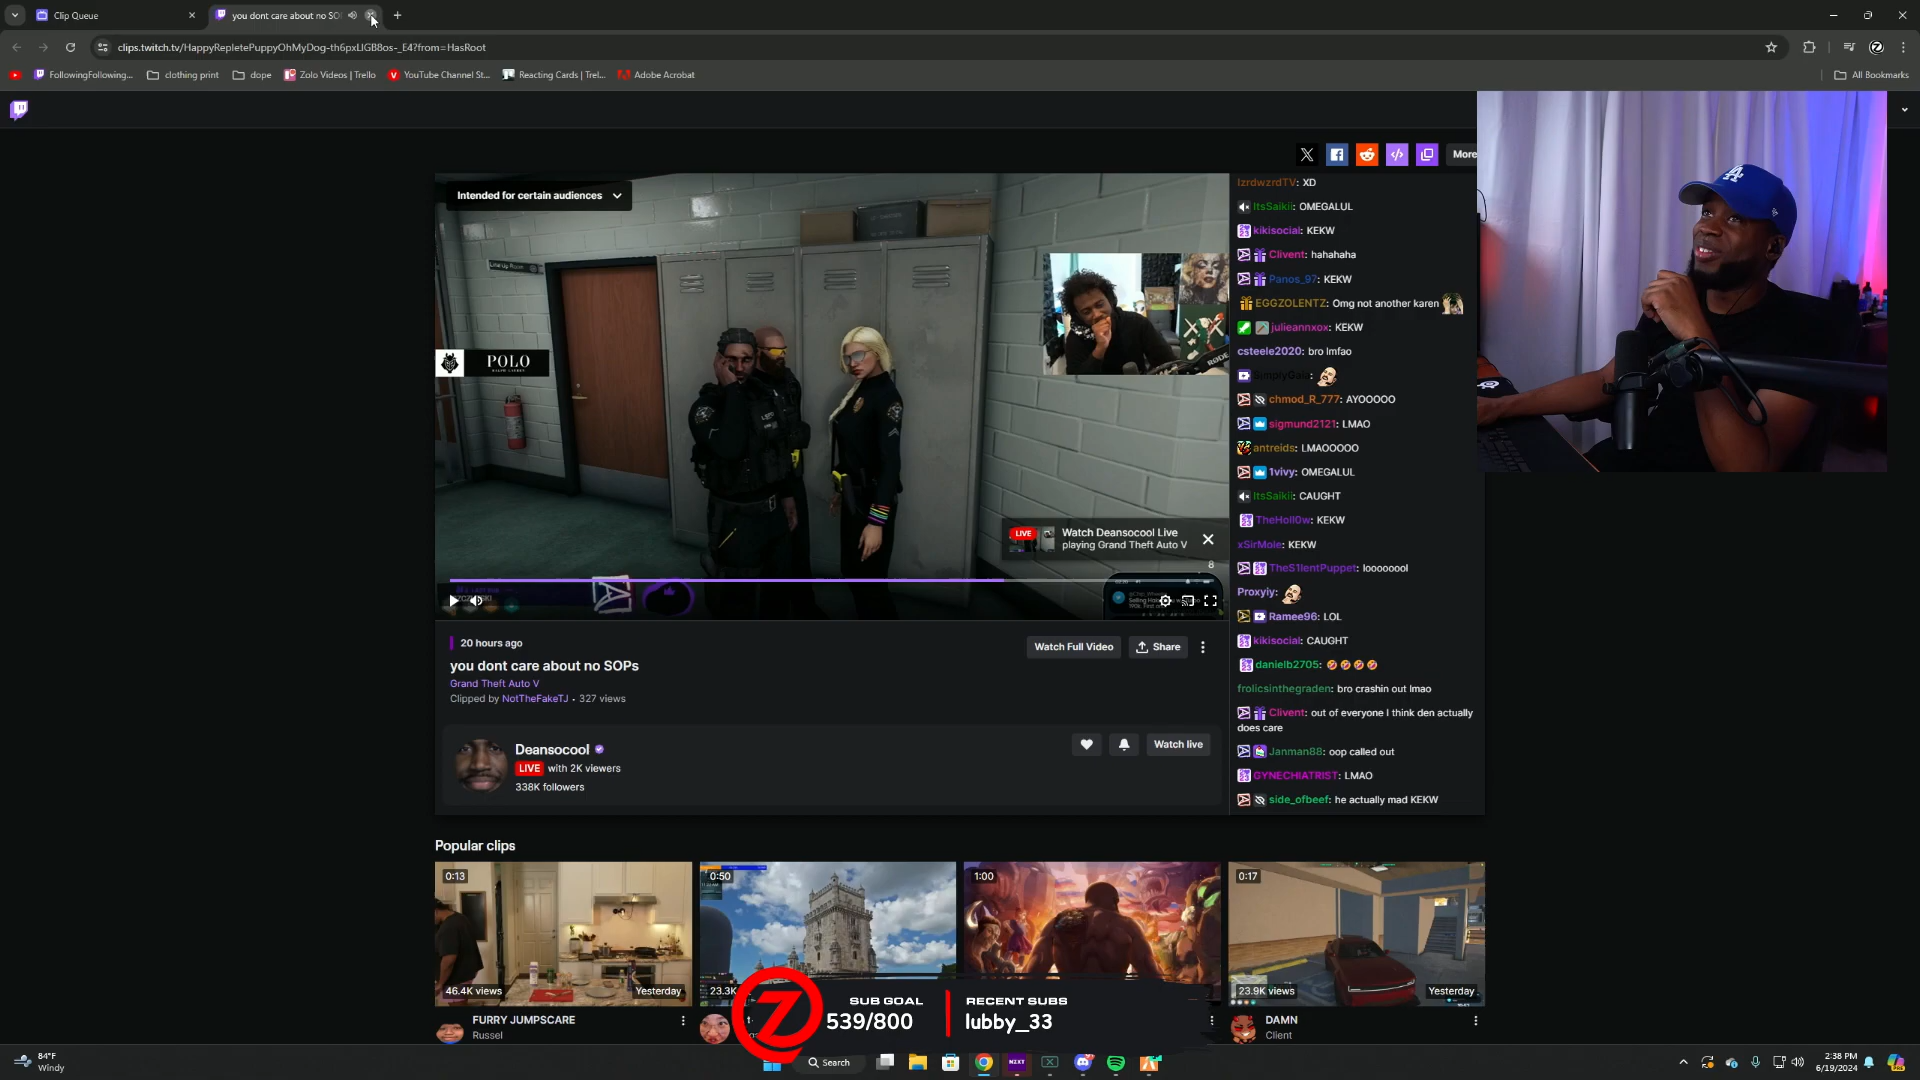 Clip Queue
you dont care about no SO
clips.twitch.tv/HappyRepletePuppyOhMyDog-th6pxLlGB8os-_E4?from=HasRoot
FollowingFollowing...
clothing print
dope
Zolo Videos | Trello
YouTube Channel St...
Reacting Cards | Trel...
Adobe Acrobat
All Bookmarks
More
Intended for certain audiences
POLO
RALPH LAUREN
RODE
LIVE
Watch Deansocool Live
playing Grand Theft Auto V
8
lzrdwzrdTV: XD
ItsSaikii: OMEGALUL
kikisocial: KEKW
Clivent: hahahaha
Panos_97: KEKW
EGGZOLENTZ: Omg not another karen
julieannxox: KEKW
csteele2020: bro lmfao
chmod_R_777: AYOOOOO
sigmund2121: LMAO
antreids: LMAOOOOO
1vivy: OMEGALUL
ItsSaikii: CAUGHT
TheHoll0w: KEKW
xSirMole: KEKW
TheS1lentPuppet: looooool
Proxyiy:
Ramee96: LOL
kikisocial: CAUGHT
danielb2705: 🤣🤣🤣🤣
frolicsinthegraden: bro crashin out lmao
Clivent: out of everyone I think den actually
does care
Janman88: oop called out
GYNECHIATRIST: LMAO
side_ofbeef: he actually mad KEKW
20 hours ago
Watch Full Video
Share
you dont care about no SOPs
Grand Theft Auto V
Clipped by NotTheFakeTJ • 327 views
Deansocool
LIVE with 2K viewers
338K followers
Watch live
Popular clips
0:13
46.4K views
Yesterday
FURRY JUMPSCARE
Russel
0:50
23.3K
1:00
0:17
23.9K views
Yesterday
DAMN
Client
SUB GOAL
539/800
RECENT SUBS
lubby_33
84°F
Windy
Search
2:38 PM
6/19/2024